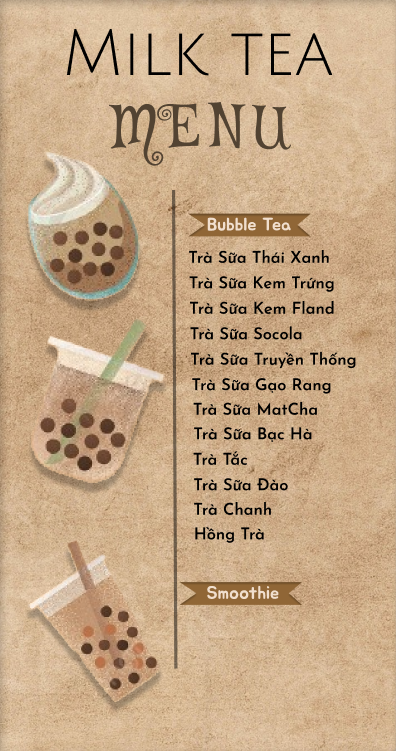 MILK TEA
MENU
Bubble Tea
Trà Sữa Thái Xanh
Trà Sữa Kem Trứng
Trà Sữa Kem Fland
Trà Sữa Socola
Trà Sữa Truyền Thống
Trà Sữa Gạo Rang
Trà Sữa MatCha
Trà Sữa Bạc Hà
Trà Tắc
Trà Sữa Đào
Trà Chanh
Hồng Trà
Smoothie